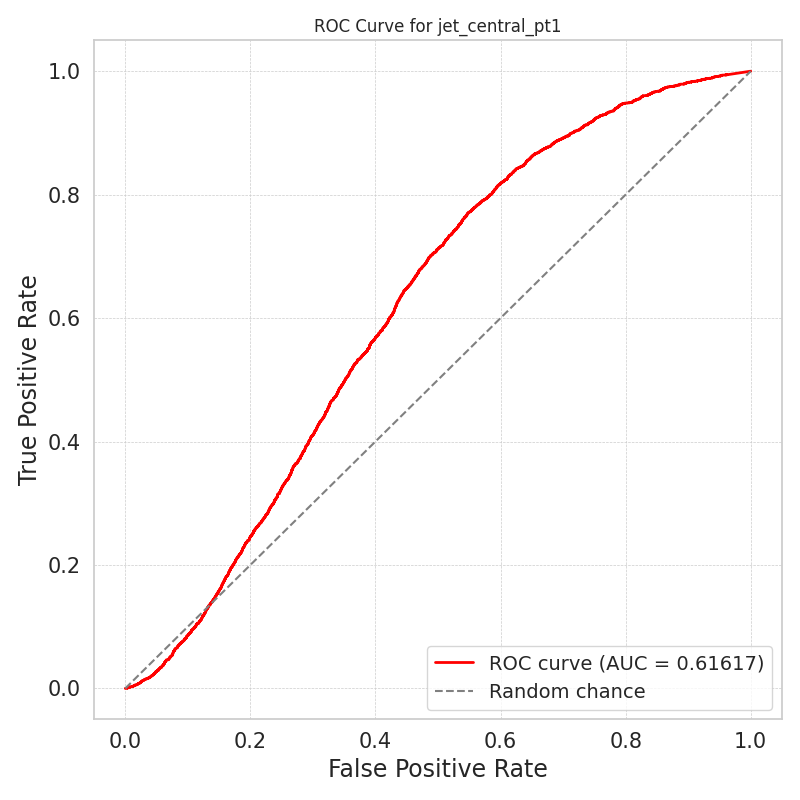 ROC Curve for jet_central_pt1
True Positive Rate
1.0
0.8
0.6
0.4
0.2
0.0
ROC curve (AUC = 0.61617)
Random chance
0.0 0.2 0.4 0.6 0.8 1.0
False Positive Rate